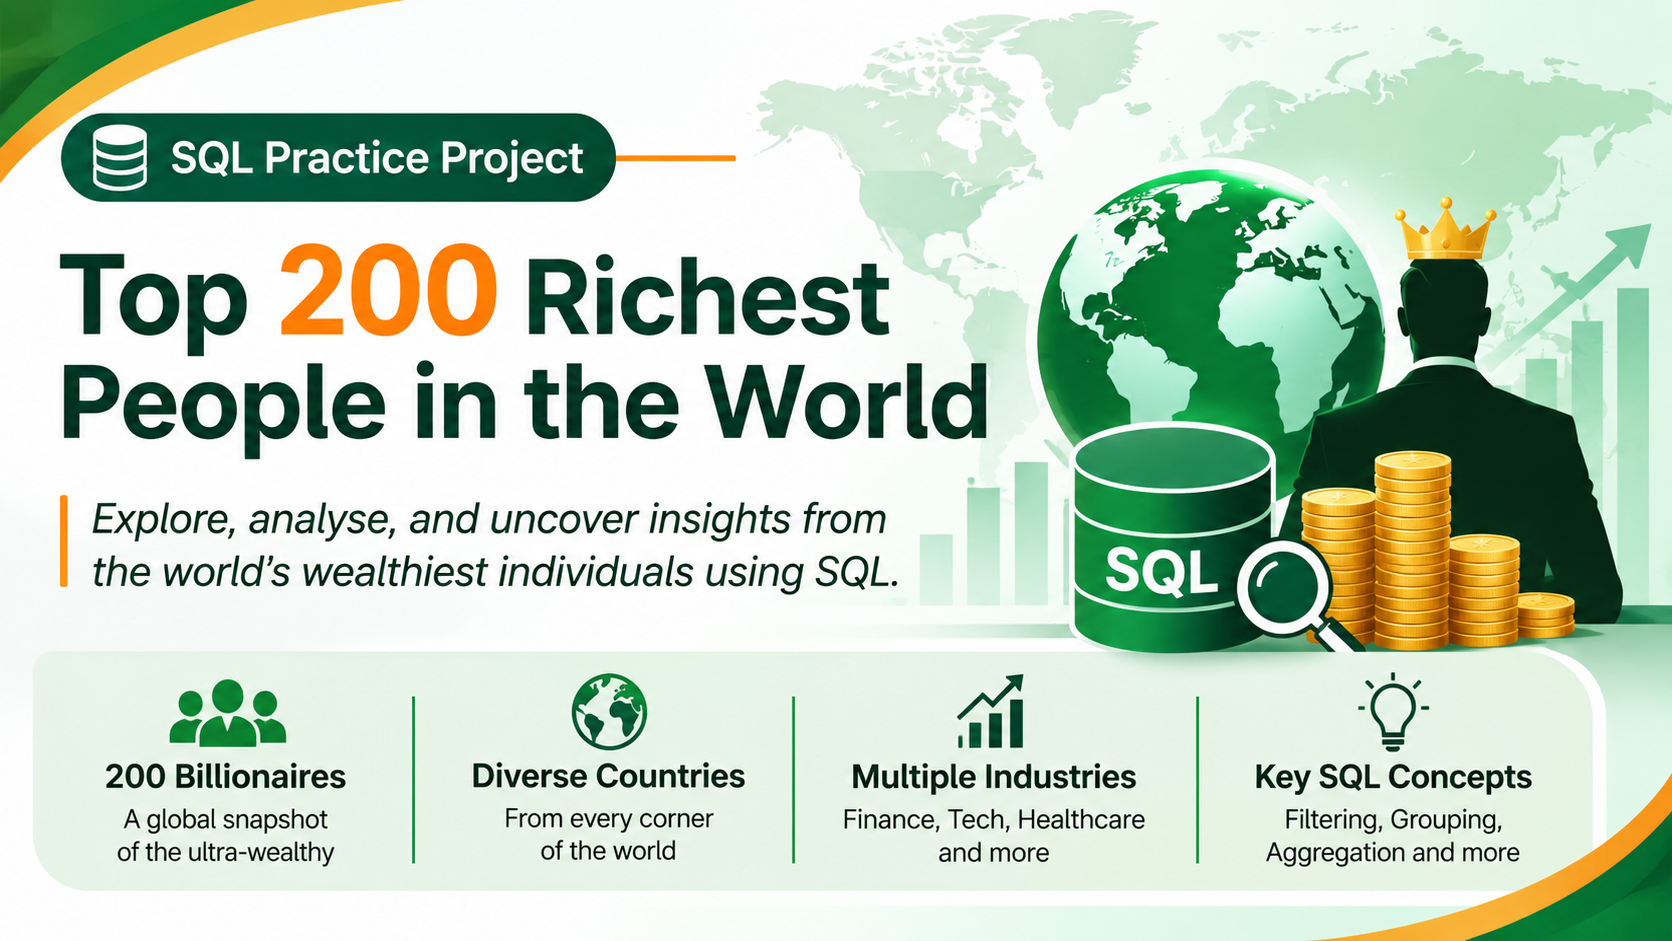 SQL Practice Project
Top 200 Richest
People in the World
Explore, analyse, and uncover insights from
the world's wealthiest individuals using SQL.
SQL
200 Billionaires
A global snapshot
of the ultra-wealthy
Diverse Countries
From every corner
of the world
Multiple Industries
Finance, Tech, Healthcare
and more
Key SQL Concepts
Filtering, Grouping,
Aggregation and more